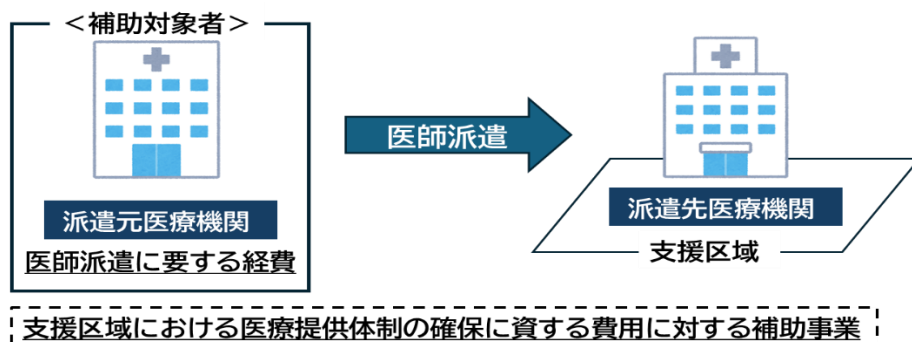 ＜補助対象者＞
医師派遣
派遣元医療機関
派遣先医療機関
医師派遣に要する経費
支援区域
支援区域における医療提供体制の確保に資する費用に対する補助事業